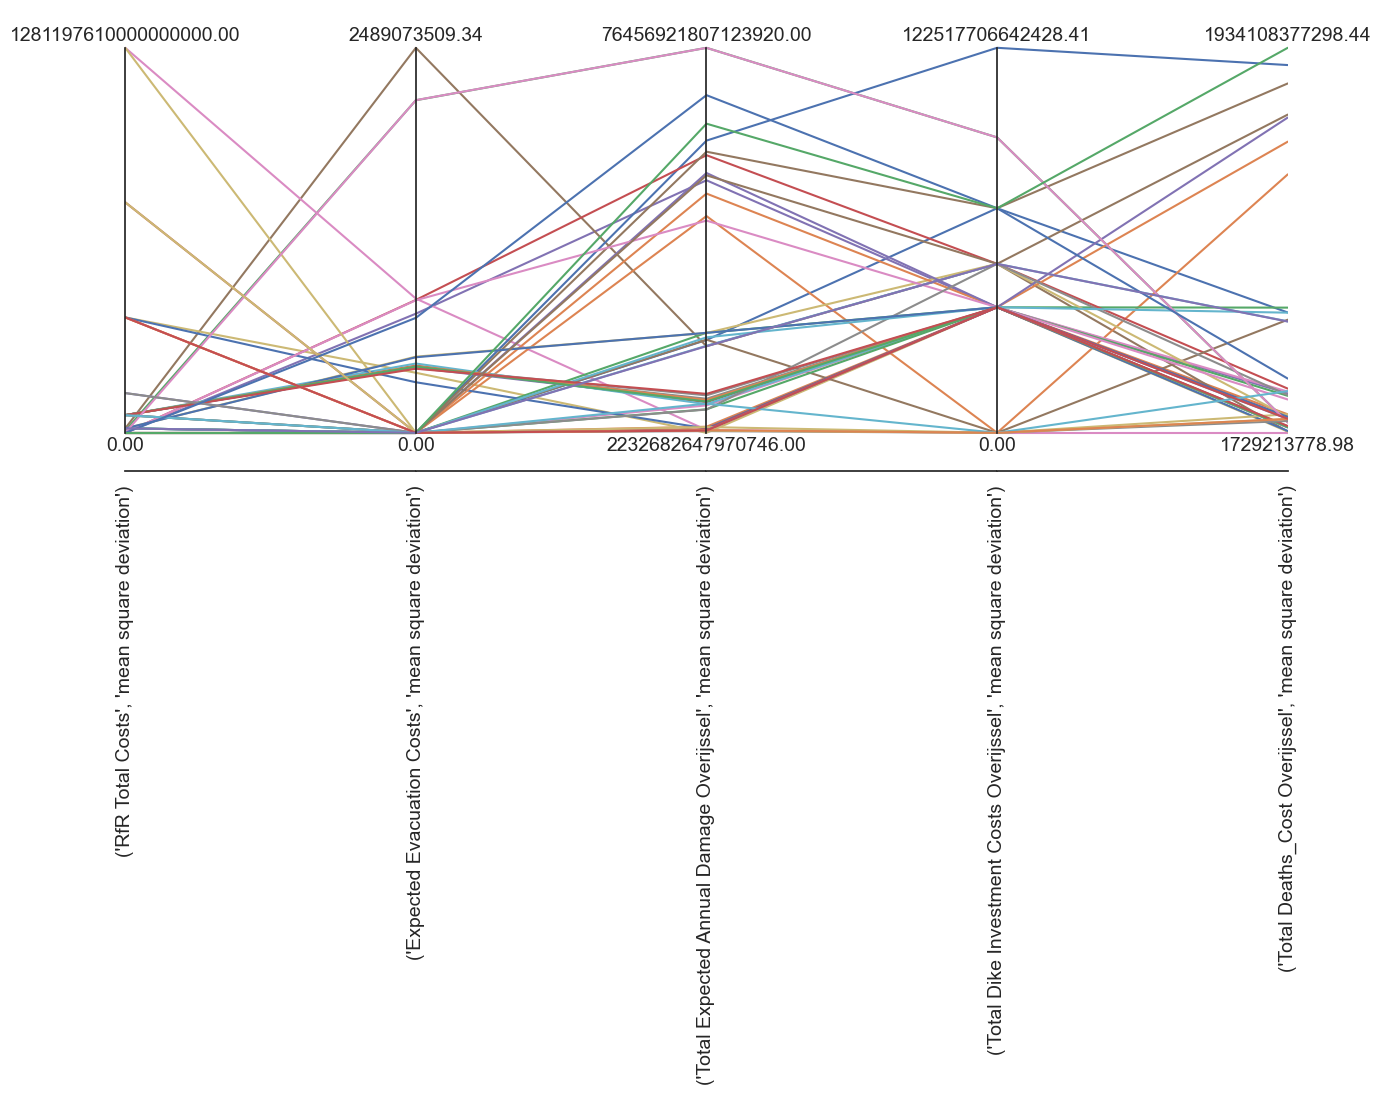 1281197610000000000.00
2489073509.34
764569218071239​20.00
122517706642428.41
1934108377298.44
0.00
0.00
2232682647970746.00
0.00
1729213778.98
('RfR Total Costs', 'mean square deviation')
('Expected Evacuation Costs', 'mean square deviation')
('Total Expected Annual Damage Overijssel', 'mean square deviation')
('Total Dike Investment Costs Overijssel', 'mean square deviation')
('Total Deaths_Cost Overijssel', 'mean square deviation')